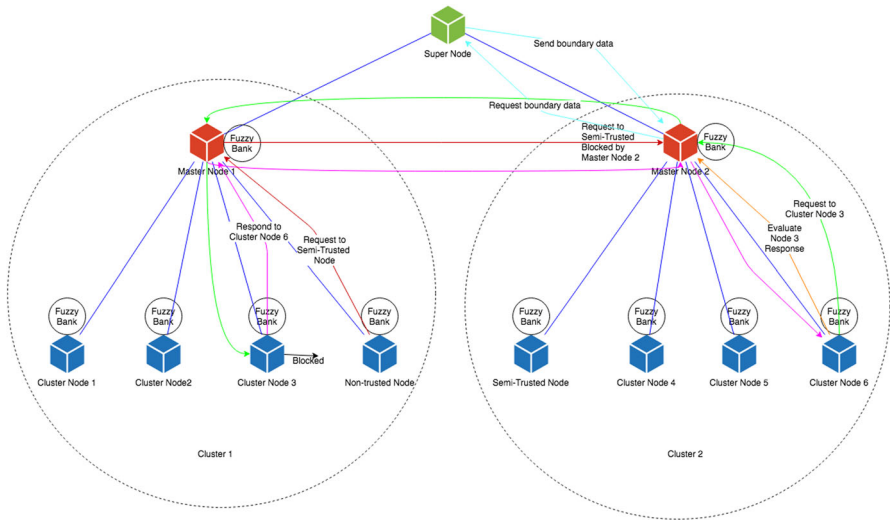 Super Node
Send boundary data
Request boundary data
Fuzzy
Bank
Master Node 1
Request to
Semi-Trusted
Blocked by
Master Node 2
Fuzzy
Bank
Master Node 2
Respond to
Cluster Node 6
Request to
Semi-Trusted
Node
Request to
Cluster Node 3
Evaluate
Node 3
Response
Fuzzy
Bank
Cluster Node 1
Fuzzy
Bank
Cluster Node2
Fuzzy
Bank
Cluster Node 3
Blocked
Fuzzy
Bank
Non-trusted Node
Fuzzy
Bank
Semi-Trusted Node
Fuzzy
Bank
Cluster Node 4
Fuzzy
Bank
Cluster Node 5
Fuzzy
Bank
Cluster Node 6
Cluster 1
Cluster 2